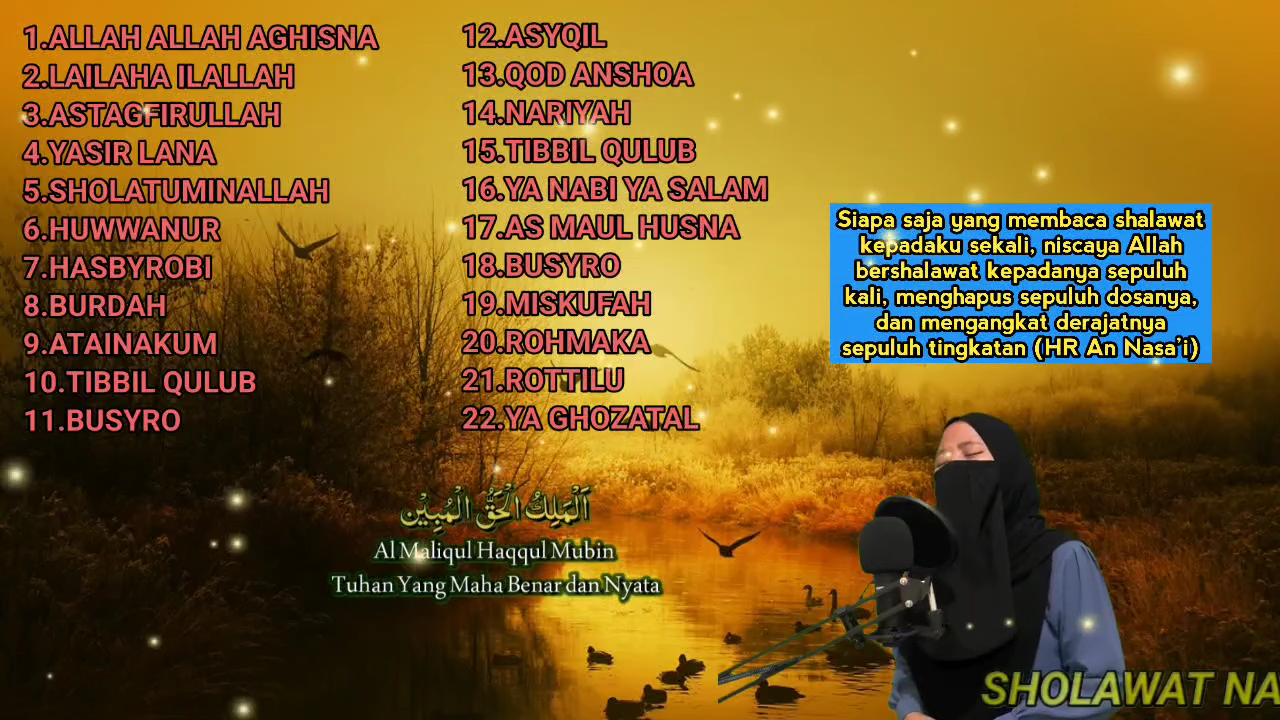 1.ALLAH ALLAH AGHISNA
2.LAILAHA ILALLAH
3.ASTAGFIRULLAH
4.YASIR LANA
5.SHOLATUMINALLAH
6.HUWWANUR
7.HASBYROBI
8.BURDAH
9.ATAINAKUM
10.TIBBIL QULUB
11.BUSYRO
12.ASYQIL
13.QOD ANSHOA
14.NARIYAH
15.TIBBIL QULUB
16.YA NABI YA SALAM
17.AS MAUL HUSNA
18.BUSYRO
19.MISKUFAH
20.ROHMAKA
21.ROTTILU
22.YA GHOZATAL
Siapa saja yang membaca shalawat
kepadaku sekali, niscaya Allah
bershalawat kepadanya sepuluh
kali, menghapus sepuluh dosanya,
dan mengangkat derajatnya
sepuluh tingkatan (HR An Nasa'i)
اَلْمَلِكُ الْحَقُّ الْمُبِيْن
Al Maliqul Haqqul Mubin
Tuhan Yang Maha Benar dan Nyata
SHOLAWAT NA